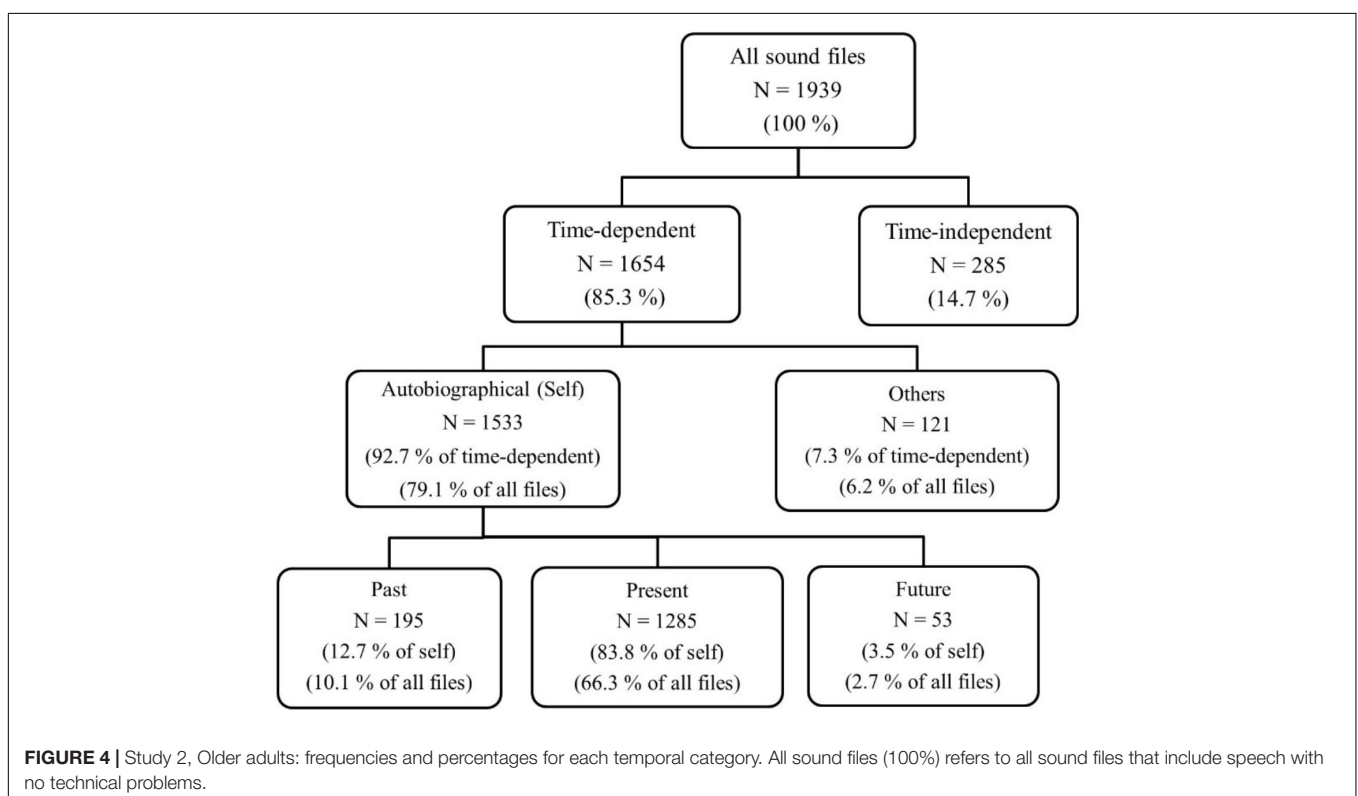 All sound files
N = 1939
(100 %)
Time-dependent
N = 1654
(85.3 %)
Time-independent
N = 285
(14.7 %)
Autobiographical (Self)
N = 1533
(92.7 % of time-dependent)
(79.1 % of all files)
Others
N = 121
(7.3 % of time-dependent)
(6.2 % of all files)
Past
N = 195
(12.7 % of self)
(10.1 % of all files)
Present
N = 1285
(83.8 % of self)
(66.3 % of all files)
Future
N = 53
(3.5 % of self)
(2.7 % of all files)
FIGURE 4 | Study 2, Older adults: frequencies and percentages for each temporal category. All sound files (100%) refers to all sound files that include speech with
no technical problems.